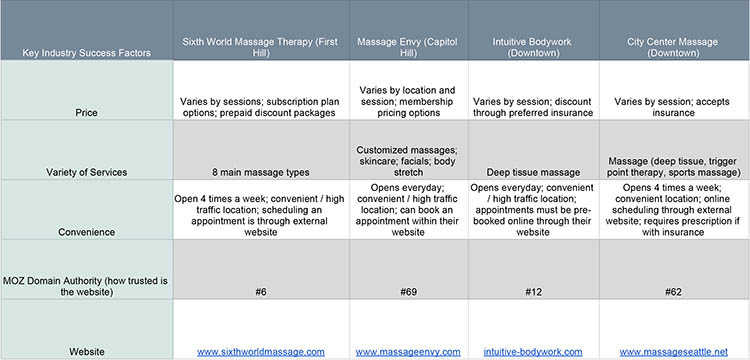 Key Industry Success Factors
Sixth World Massage Therapy (First
Hill)
Massage Envy (Capitol
Hill)
Intuitive Bodywork
(Downtown)
City Center Massage
(Downtown)
Price
Varies by sessions; subscription plan
options; prepaid discount packages
Varies by location and
session; membership
pricing options
Varies by session; discount
through preferred insurance
Varies by session; accepts
insurance
Variety of Services
8 main massage types
Customized massages;
skincare; facials; body
stretch
Deep tissue massage
Massage (deep tissue, trigger
point therapy, sports massage)
Convenience
Open 4 times a week; convenient / high
traffic location; scheduling an
appointment is through external
website
Opens everyday;
convenient / high traffic
location; can book an
appointment within their
website
Opens everyday; convenient
/ high traffic location;
appointments must be pre-
booked online through their
website
Opens 4 times a week;
convenient location; online
scheduling through external
website; requires prescription if
with insurance
MOZ Domain Authority (how trusted is
the website)
#6
#69
#12
#62
Website
www.sixthworldmassage.com
www.massageenvy.com
intuitive-bodywork.com
www.massageseattle.net